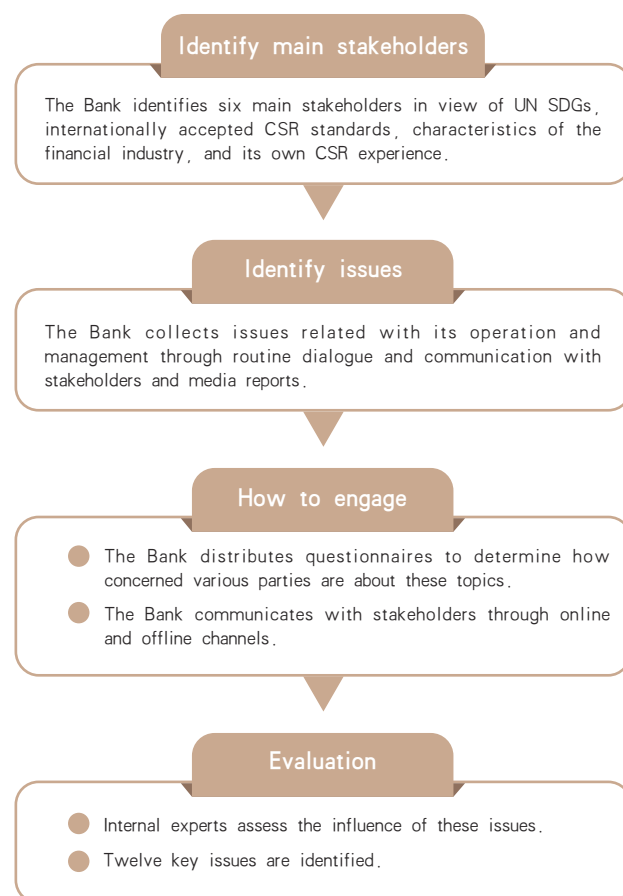 Identify main stakeholders
The Bank identifies six main stakeholders in view of UN SDGs,
internationally accepted CSR standards, characteristics of the
financial industry, and its own CSR experience.
Identify issues
The Bank collects issues related with its operation and
management through routine dialogue and communication with
stakeholders and media reports.
How to engage
The Bank distributes questionnaires to determine how
concerned various parties are about these topics.
The Bank communicates with stakeholders through online
and offline channels.
Evaluation
Internal experts assess the influence of these issues.
Twelve key issues are identified.